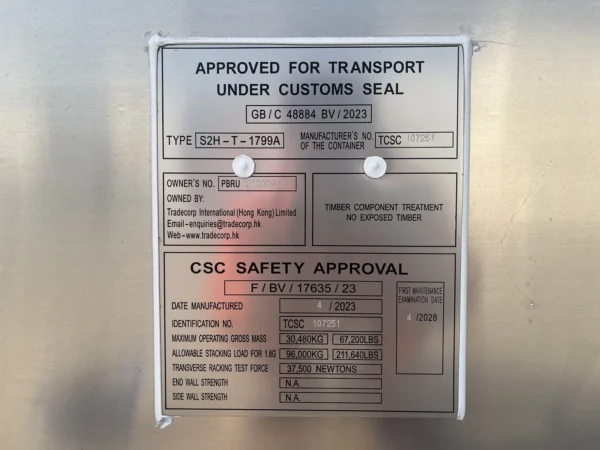 APPROVED FOR TRANSPORT
UNDER CUSTOMS SEAL
GB/C 48884 BV/2023
TYPE S2H-T-1799A
MANUFACTURER'S NO.
OF THE CONTAINER
TCSC 107251
OWNER'S NO. PBRU
OWNED BY:
Tradecorp International (Hong Kong) Limited
Email-enquiries@tradecorp.hk
Web-www.tradecorp.hk
TIMBER COMPONENT TREATMENT
NO EXPOSED TIMBER
CSC SAFETY APPROVAL
F/BV/17635/23
DATE MANUFACTURED 4 /2023
IDENTIFICATION NO. TCSC 107251
MAXIMUM OPERATING GROSS MASS 30,480KG 67,200LBS
ALLOWABLE STACKING LOAD FOR 1.8G 96,000KG 211,640LBS
TRANSVERSE RACKING TEST FORCE 37,500 NEWTONS
END WALL STRENGTH N.A.
SIDE WALL STRENGTH N.A.
FIRST MAINTENANCE
EXAMINATION DATE
4 /2028